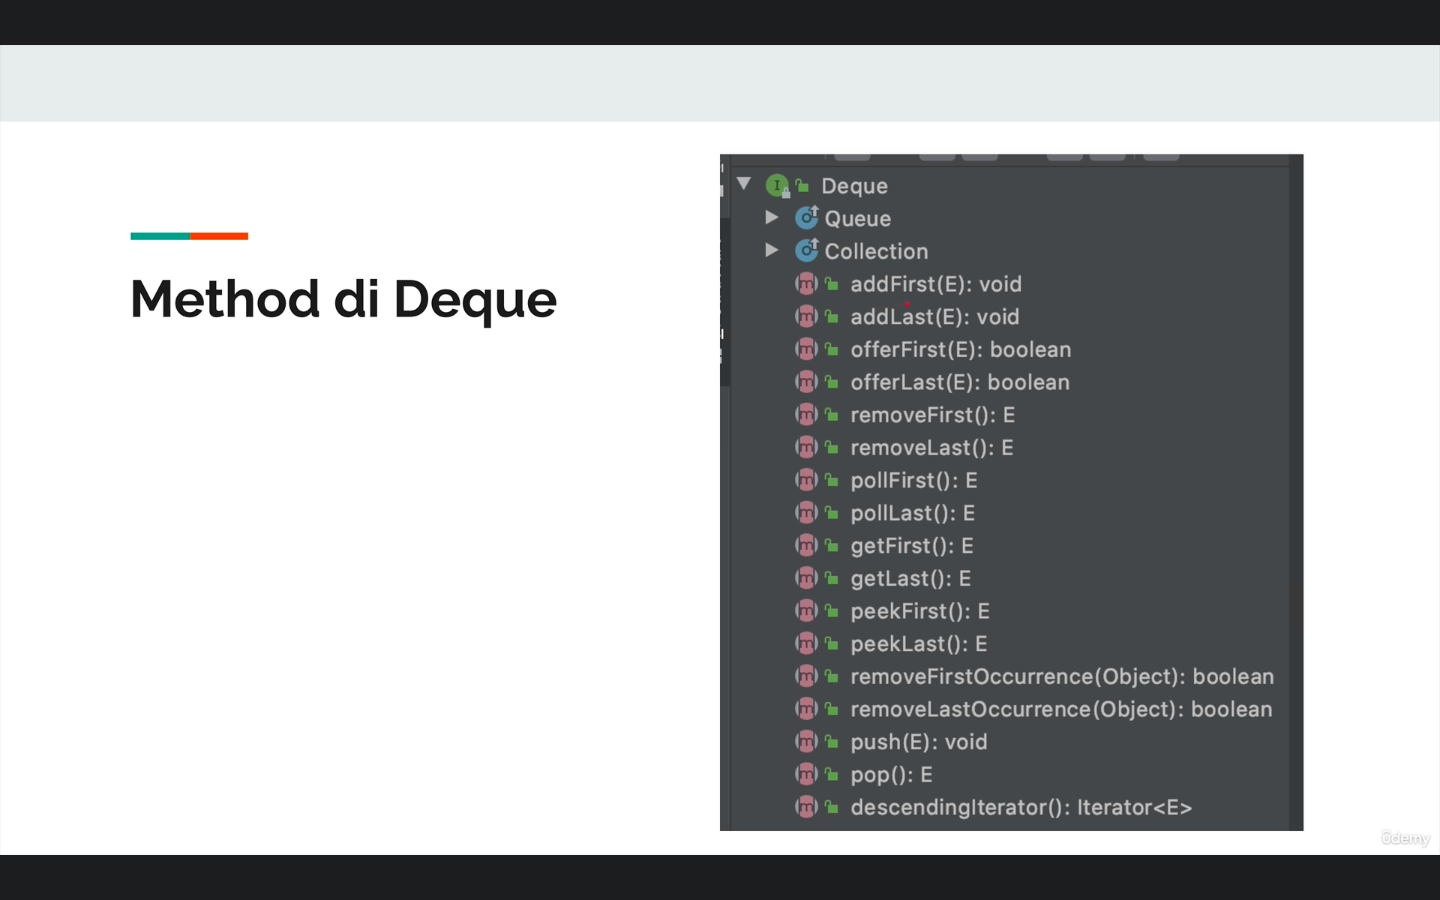 Method di Deque
Deque
Queue
Collection
addFirst(E): void
addLast(E): void
offerFirst(E): boolean
offerLast(E): boolean
removeFirst(): E
removeLast(): E
pollFirst(): E
pollLast(): E
getFirst(): E
getLast(): E
peekFirst(): E
peekLast(): E
removeFirstOccurrence(Object): boolean
removeLastOccurrence(Object): boolean
push(E): void
pop(): E
descendingIterator(): Iterator<E>
ûdemy